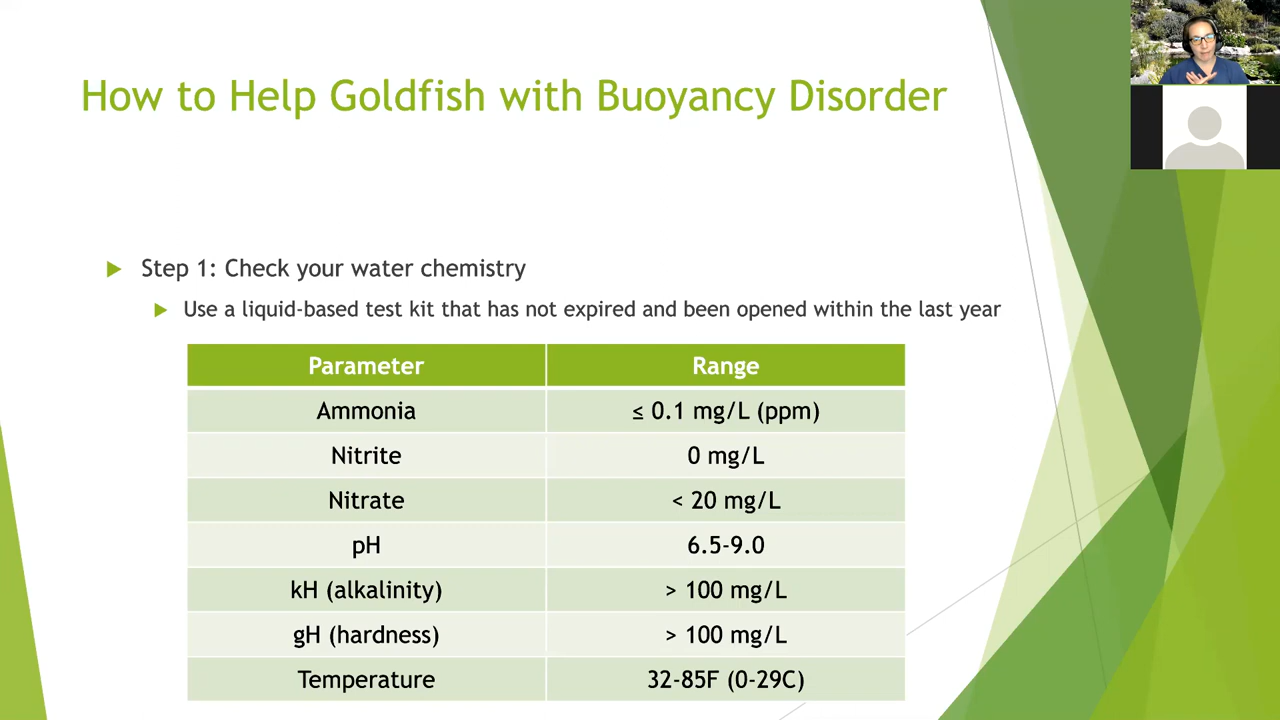 How to Help Goldfish with Buoyancy Disorder
Step 1: Check your water chemistry
Use a liquid-based test kit that has not expired and been opened within the last year
Parameter Range
Ammonia ≤ 0.1 mg/L (ppm)
Nitrite 0 mg/L
Nitrate < 20 mg/L
pH 6.5-9.0
kH (alkalinity) > 100 mg/L
gH (hardness) > 100 mg/L
Temperature 32-85F (0-29C)